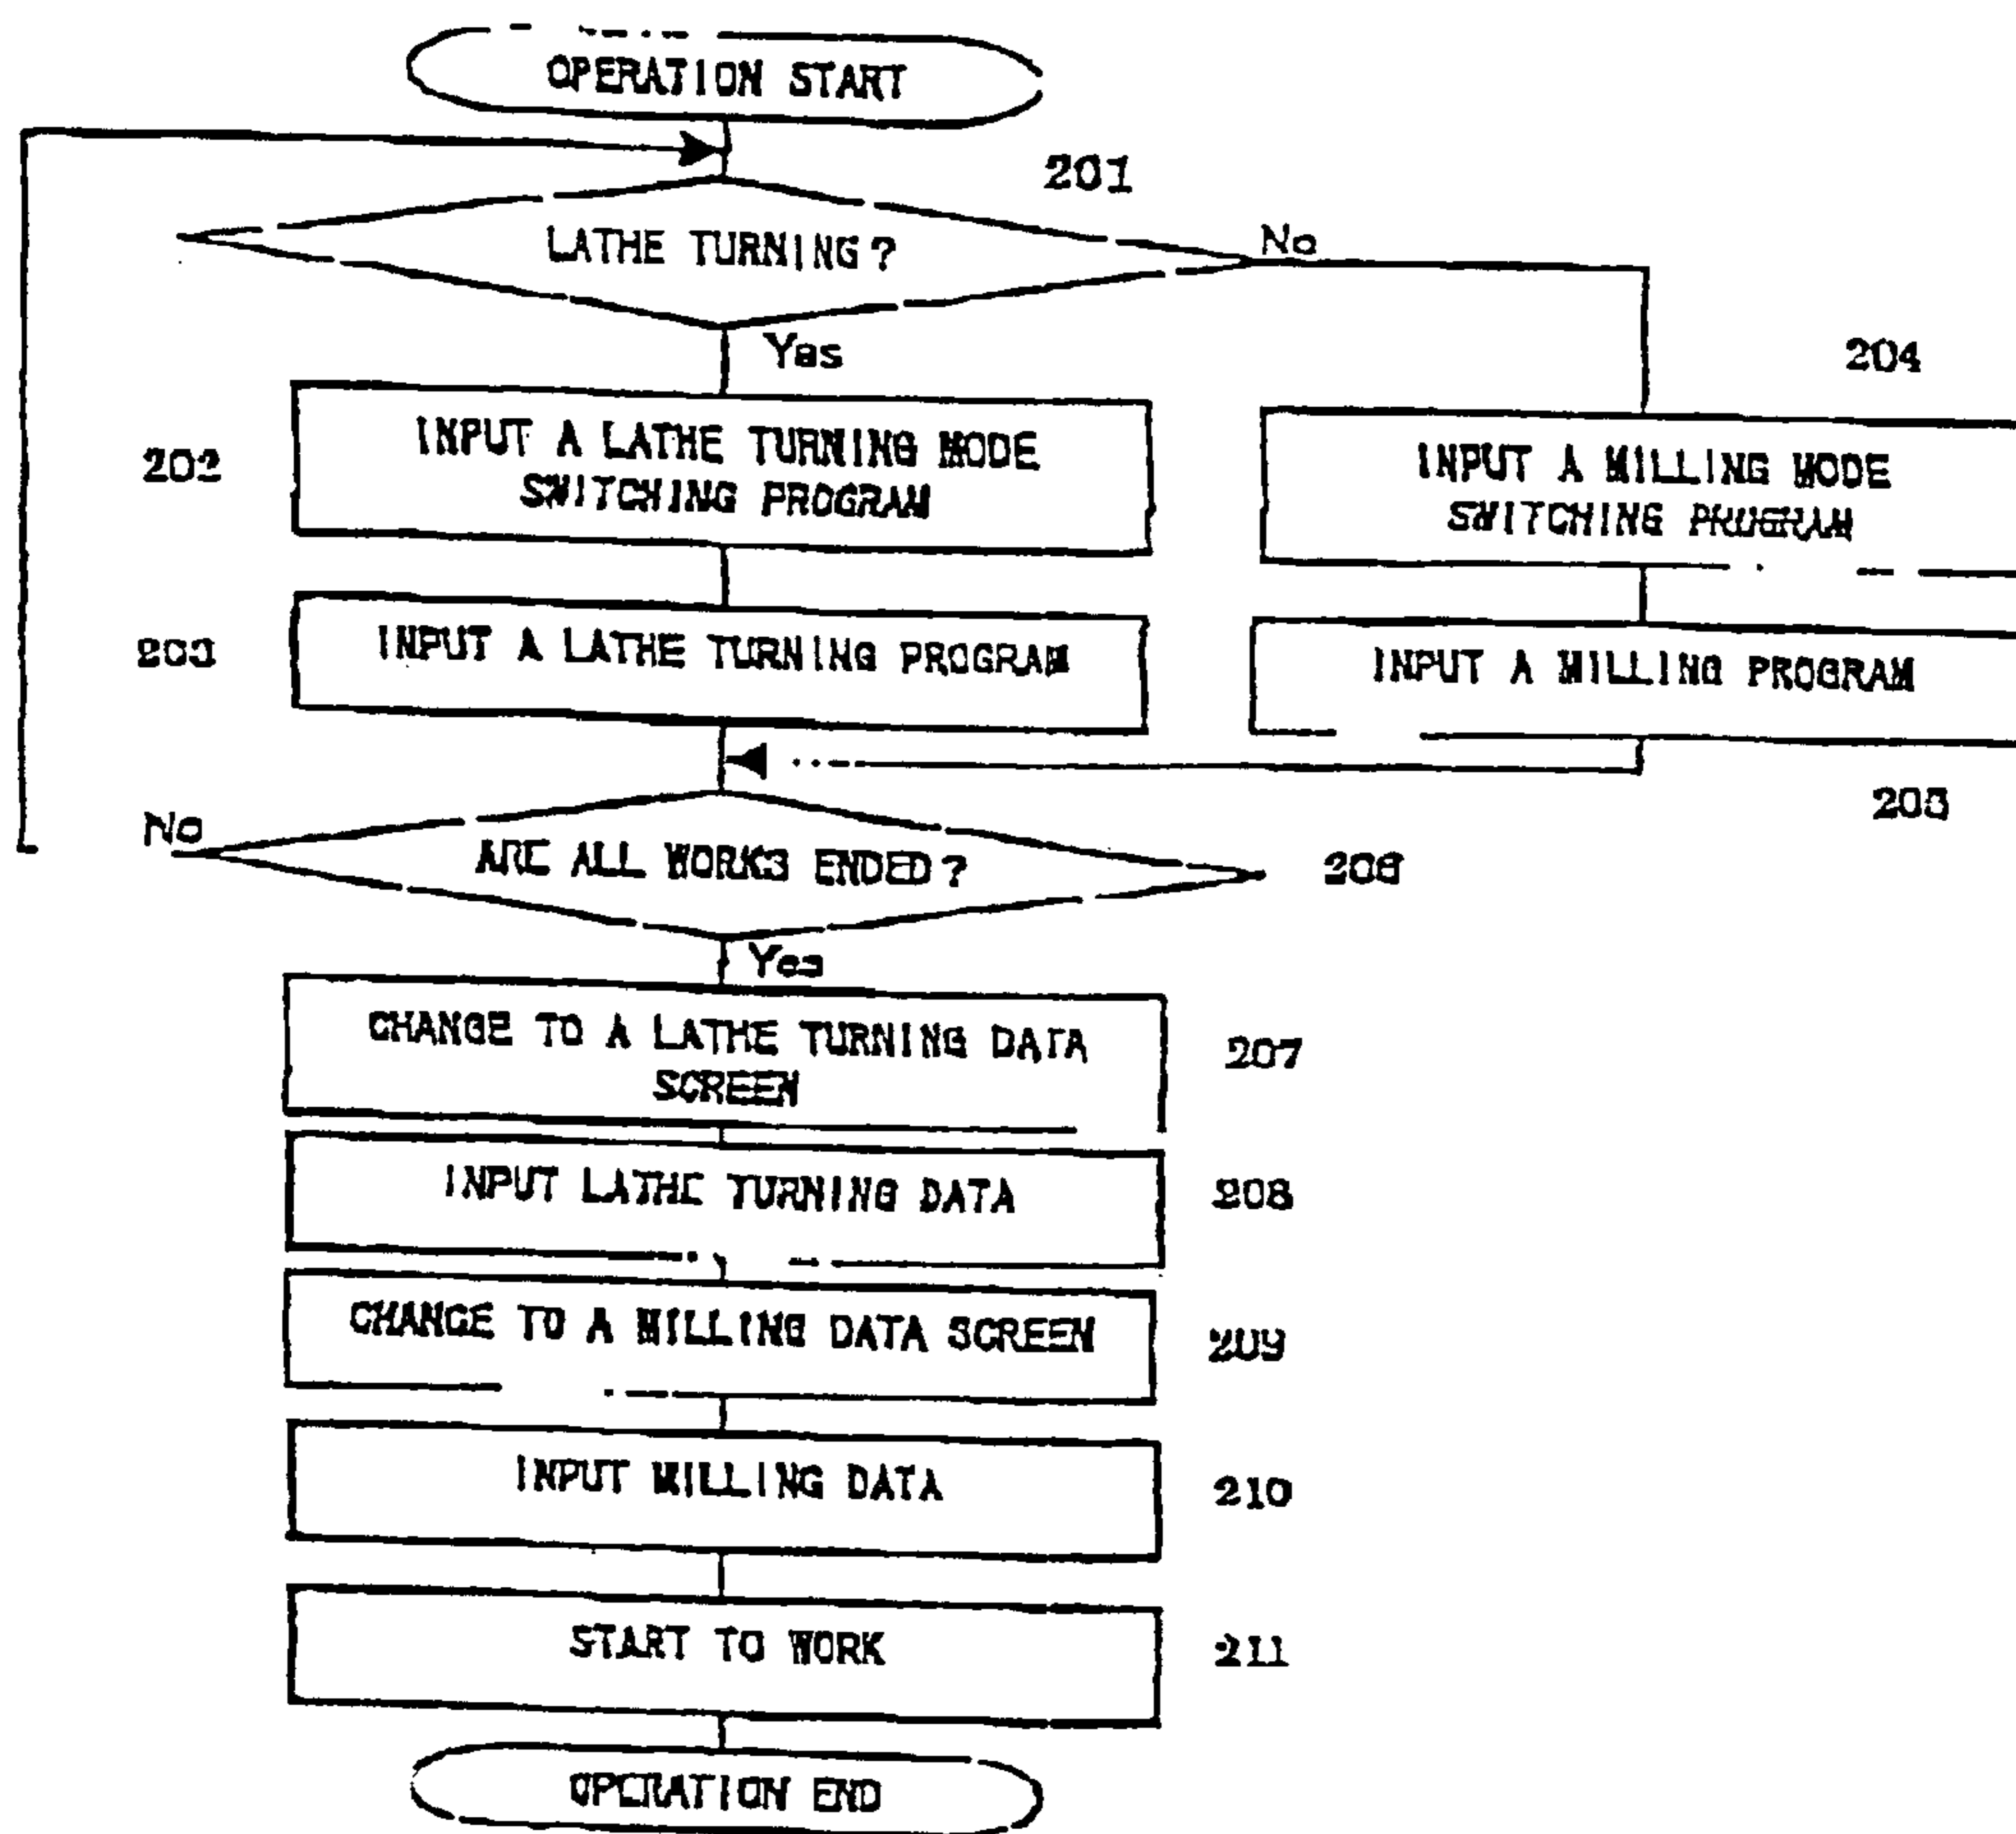 OPERATION START
201
LATHE TURNING?
No
Yes
204
202
INPUT A LATHE TURNING MODE
SWITCHING PROGRAM
INPUT A MILLING MODE
SWITCHING PROGRAM
203
INPUT A LATHE TURNING PROGRAM
INPUT A MILLING PROGRAM
205
No
ARE ALL WORKS ENDED?
206
Yes
CHANGE TO A LATHE TURNING DATA
SCREEN
207
INPUT LATHE TURNING DATA
208
CHANGE TO A MILLING DATA SCREEN
209
INPUT MILLING DATA
210
START TO WORK
211
OPERATION END